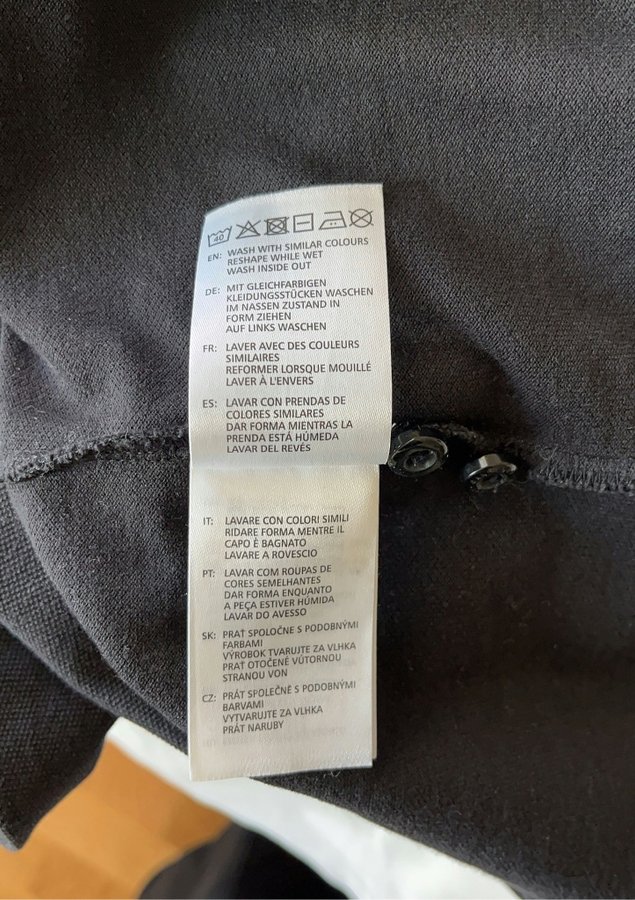 40
EN: WASH WITH SIMILAR COLOURS
RESHAPE WHILE WET
WASH INSIDE OUT
DE: MIT GLEICHFARBIGEN
KLEIDUNGSSTÜCKEN WASCHEN
IM NASSEN ZUSTAND IN
FORM ZIEHEN
AUF LINKS WASCHEN
FR: LAVER AVEC DES COULEURS
SIMILAIRES
REFORMER LORSQUE MOUILLÉ
LAVER À L'ENVERS
ES: LAVAR CON PRENDAS DE
COLORES SIMILARES
DAR FORMA MIENTRAS LA
PRENDA ESTÁ HÚMEDA
LAVAR DEL REVÉS
IT: LAVARE CON COLORI SIMILI
RIDARE FORMA MENTRE IL
CAPO È BAGNATO
LAVARE A ROVESCIO
PT: LAVAR COM ROUPAS DE
CORES SEMELHANTES
DAR FORMA ENQUANTO
A PEÇA ESTIVER HÚMIDA
LAVAR DO AVESSO
SK: PRAŤ SPOLOČNE S PODOBNÝMI
FARBAMI
VÝROBOK TVARUJTE ZA VLHKA
PRAŤ OTOČENÉ VÚTORNOU
STRANOU VON
CZ: PRÁT SPOLEČNĚ S PODOBNÝMI
BARVAMI
VYTVARUJTE ZA VLHKA
PRÁT NARUBY